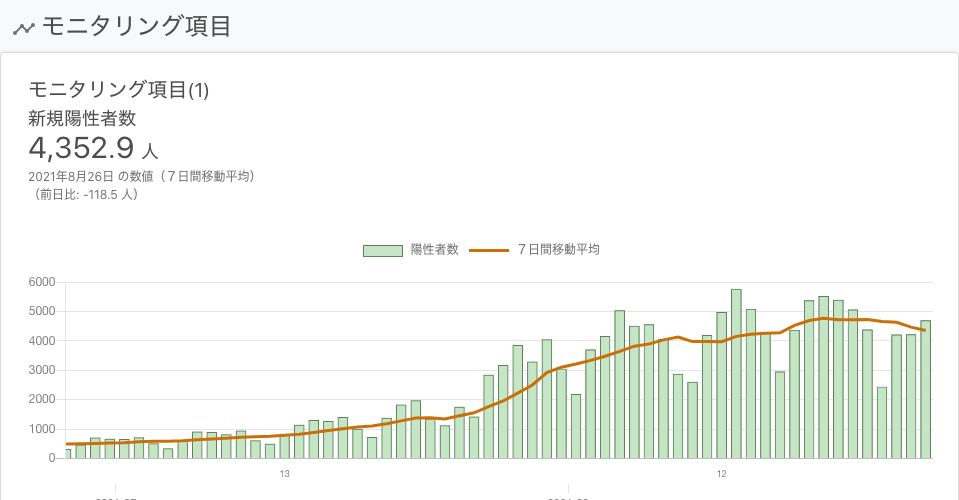 モニタリング項目
モニタリング項目(1)
新規陽性者数
4,352.9 人
2021年8月26日 の数値（７日間移動平均）
（前日比: -118.5 人）
陽性者数 ７日間移動平均
6000
5000
4000
3000
2000
1000
0
13 12